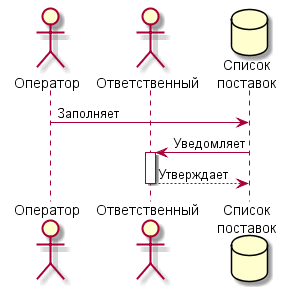 Оператор
Ответственный
Список
поставок
Заполняет
Уведомляет
Утверждает
Оператор
Ответственный
Список
поставок